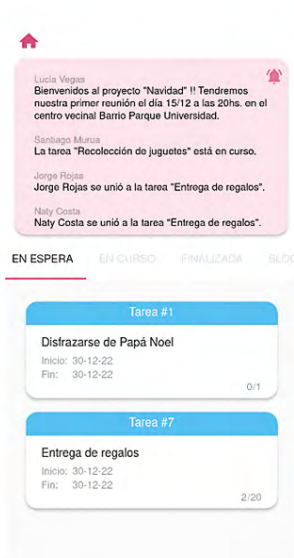 Lucia Vegas
Bienvenidos al proyecto "Navidad" !! Tendremos
nuestra primer reunión el día 15/12 a las 20hs. en el
centro vecinal Barrio Parque Universidad.
Santiago Murua
La tarea "Recolección de juguetes" está en curso.
Jorge Rojas
Jorge Rojas se unió a la tarea "Entrega de regalos".
Naty Costa
Naty Costa se unió a la tarea "Entrega de regalos".
EN ESPERA EN CURSO FINALIZADA BLOC
Tarea #1
Disfrazarse de Papá Noel
Inicio: 30-12-22
Fin: 30-12-22
0/1
Tarea #7
Entrega de regalos
Inicio: 30-12-22
Fin: 30-12-22
2/20